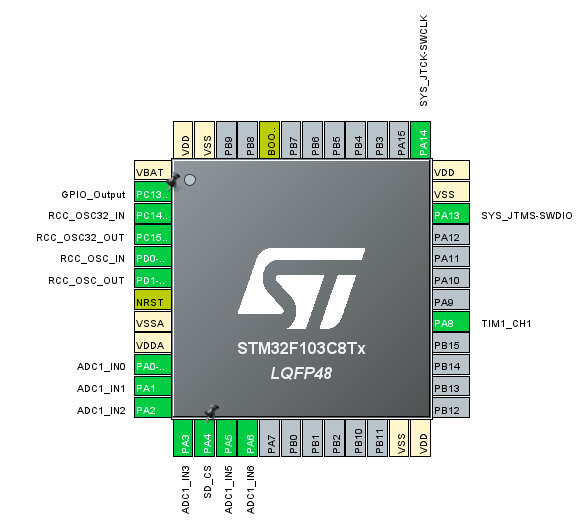 SYS_JTCK-SWCLK
VDD
VSS
PB9
PB8
BOO..
PB7
PB6
PB5
PB4
PB3
PA15
PA14
VBAT
VDD
GPIO_Output
PC13..
VSS
RCC_OSC32_IN
PC14..
PA13
SYS_JTMS-SWDIO
RCC_OSC32_OUT
PC15..
PA12
RCC_OSC_IN
PD0-..
PA11
RCC_OSC_OUT
PD1-..
PA10
NRST
PA9
VSSA
PA8
TIM1_CH1
VDDA
PB15
ADC1_IN0
PA0-..
PB14
ADC1_IN1
PA1
PB13
ADC1_IN2
PA2
PB12
ST
STM32F103C8Tx
LQFP48
PA3
PA4
PA5
PA6
PA7
PB0
PB1
PB2
PB10
PB11
VSS
VDD
ADC1_IN3
SD_CS
ADC1_IN5
ADC1_IN6